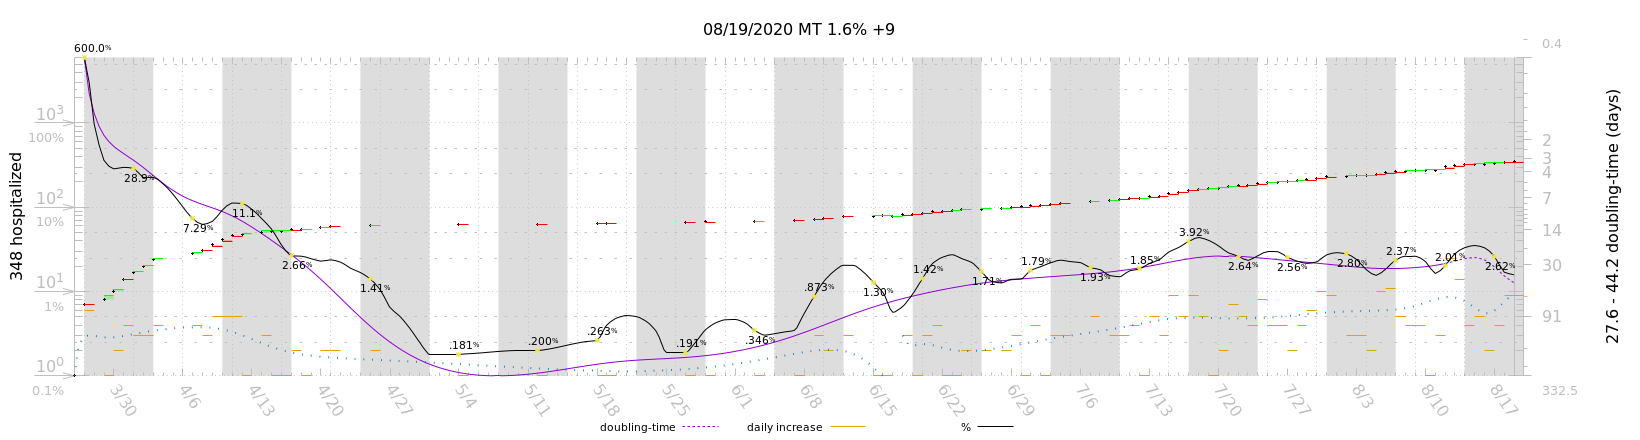 08/19/2020 MT 1.6% +9
600.0%
0.4
10³
100%
2
3
4
28.9%
7
10²
10%
11.1%
7.29%
14
3.92%
2.66%
30
1.42% 1.79% 1.85% 2.64% 2.56% 2.80% 2.37% 2.01% 2.62%
1.41% .873% 1.30% 1.71% 1.93%
10¹
1%
91
.181% .200% .263% .191% .346%
10⁰
0.1%
332.5
348 hospitalized
27.6 - 44.2 doubling-time (days)
3/30 4/6 4/13 4/20 4/27 5/4 5/11 5/18 5/25 6/1 6/8 6/15 6/22 6/29 7/6 7/13 7/20 7/27 8/3 8/10 8/17
doubling-time daily increase %